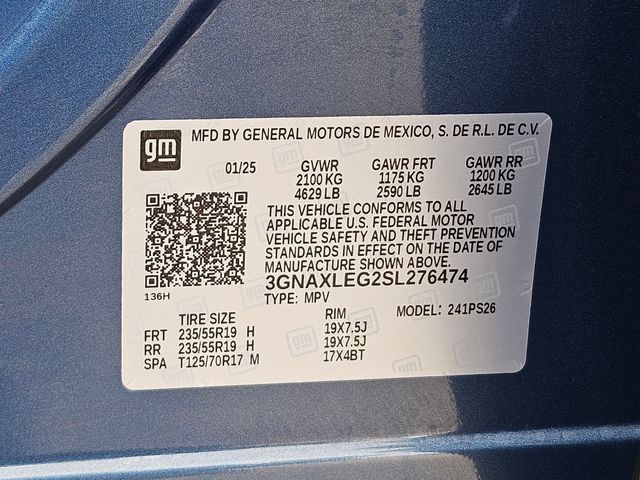 gm MFD BY GENERAL MOTORS DE MEXICO, S. DE R.L. DE C.V.
01/25 GVWR GAWR FRT GAWR RR
2100 KG 1175 KG 1200 KG
4629 LB 2590 LB 2645 LB
THIS VEHICLE CONFORMS TO ALL
APPLICABLE U.S. FEDERAL MOTOR
VEHICLE SAFETY AND THEFT PREVENTION
STANDARDS IN EFFECT ON THE DATE OF
MANUFACTURE SHOWN ABOVE.
136H 3GNAXLEG2SL276474
TYPE: MPV MODEL: 241PS26
TIRE SIZE RIM
FRT 235/55R19 H 19X7.5J
RR 235/55R19 H 19X7.5J
SPA T125/70R17 M 17X4BT